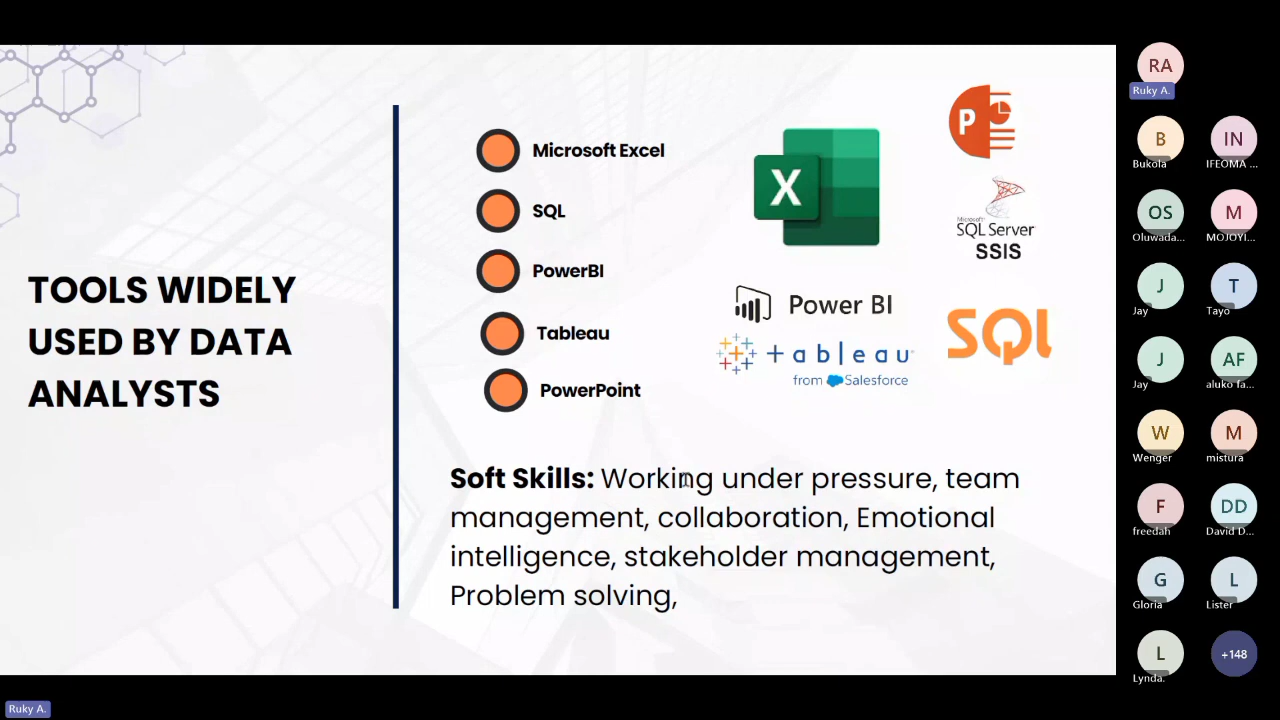 TOOLS WIDELY
USED BY DATA
ANALYSTS
Microsoft Excel
SQL
PowerBI
Tableau
PowerPoint
X
P
Microsoft
SQL Server
SSIS
Power BI
+ a b l e a u
from Salesforce
SQL
Soft Skills: Working under pressure, team
management, collaboration, Emotional
intelligence, stakeholder management,
Problem solving,
RA
Ruky A.
B
Bukola
IN
IFEOMA ...
OS
Oluwada...
M
MOJOYI...
J
Jay
T
Tayo
J
Jay
AF
aluko fa...
W
Wenger
M
mistura
F
freedah
DD
David D...
G
Gloria
L
Lister
L
Lynda.
+148
Ruky A.